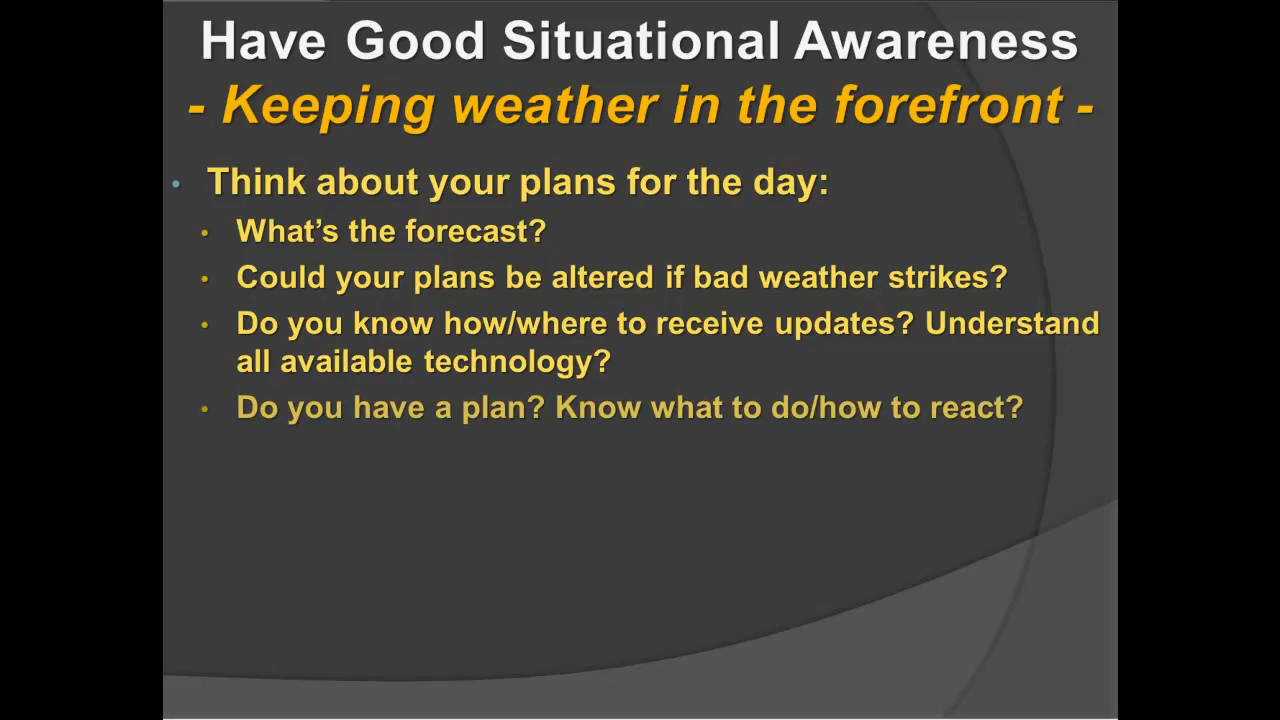 Have Good Situational Awareness
- Keeping weather in the forefront -
• Think about your plans for the day:
• What’s the forecast?
• Could your plans be altered if bad weather strikes?
• Do you know how/where to receive updates? Understand
all available technology?
• Do you have a plan? Know what to do/how to react?